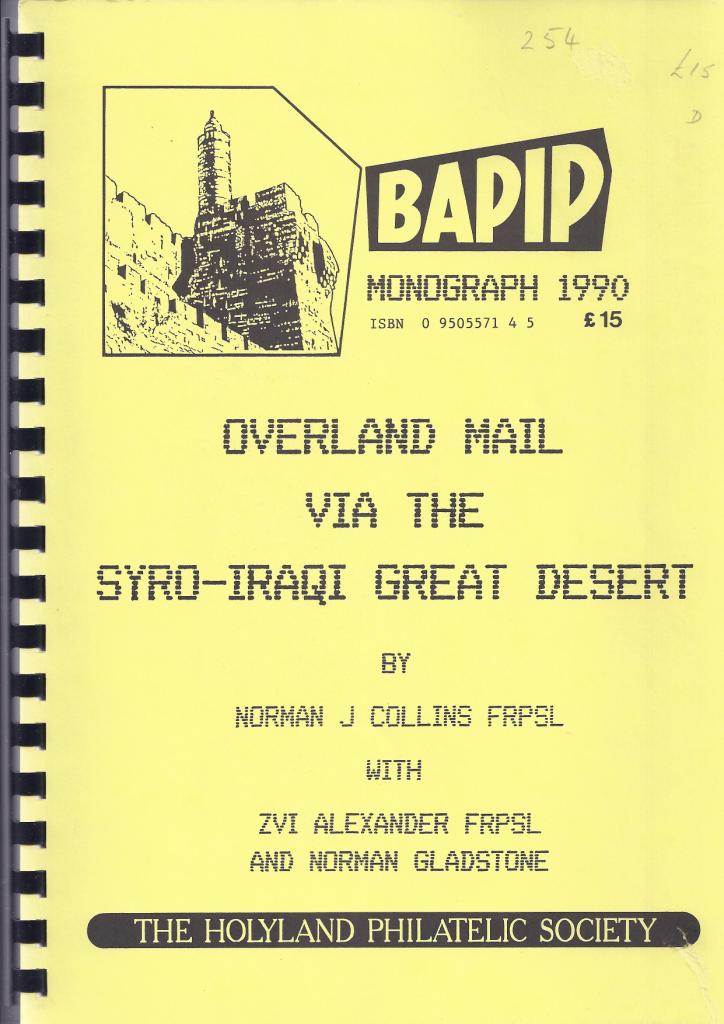 254
£15
D
BAPIP
MONOGRAPH 1990
ISBN 0 9505571 4 5 £15
OVERLAND MAIL
VIA THE
SYRO-IRAQI GREAT DESERT
BY
NORMAN J COLLINS FRPSL
WITH
ZVI ALEXANDER FRPSL
AND NORMAN GLADSTONE
THE HOLYLAND PHILATELIC SOCIETY